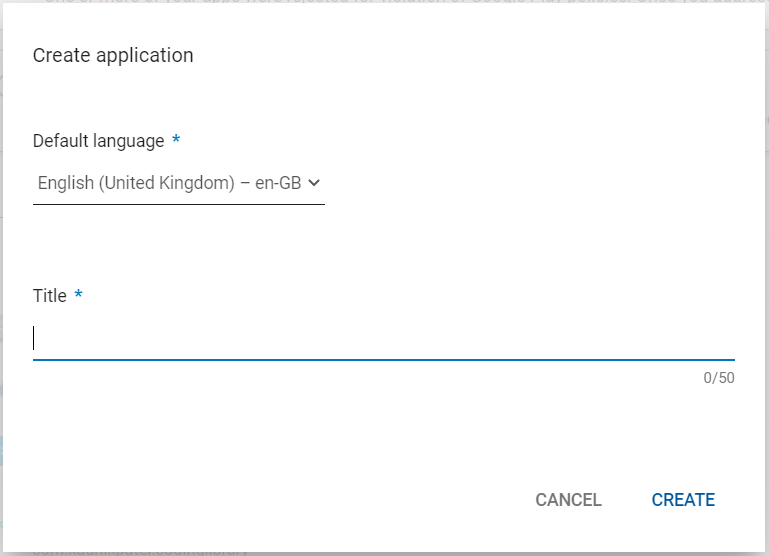 Create application
Default language *
English (United Kingdom) – en-GB
Title *
0/50
CANCEL
CREATE